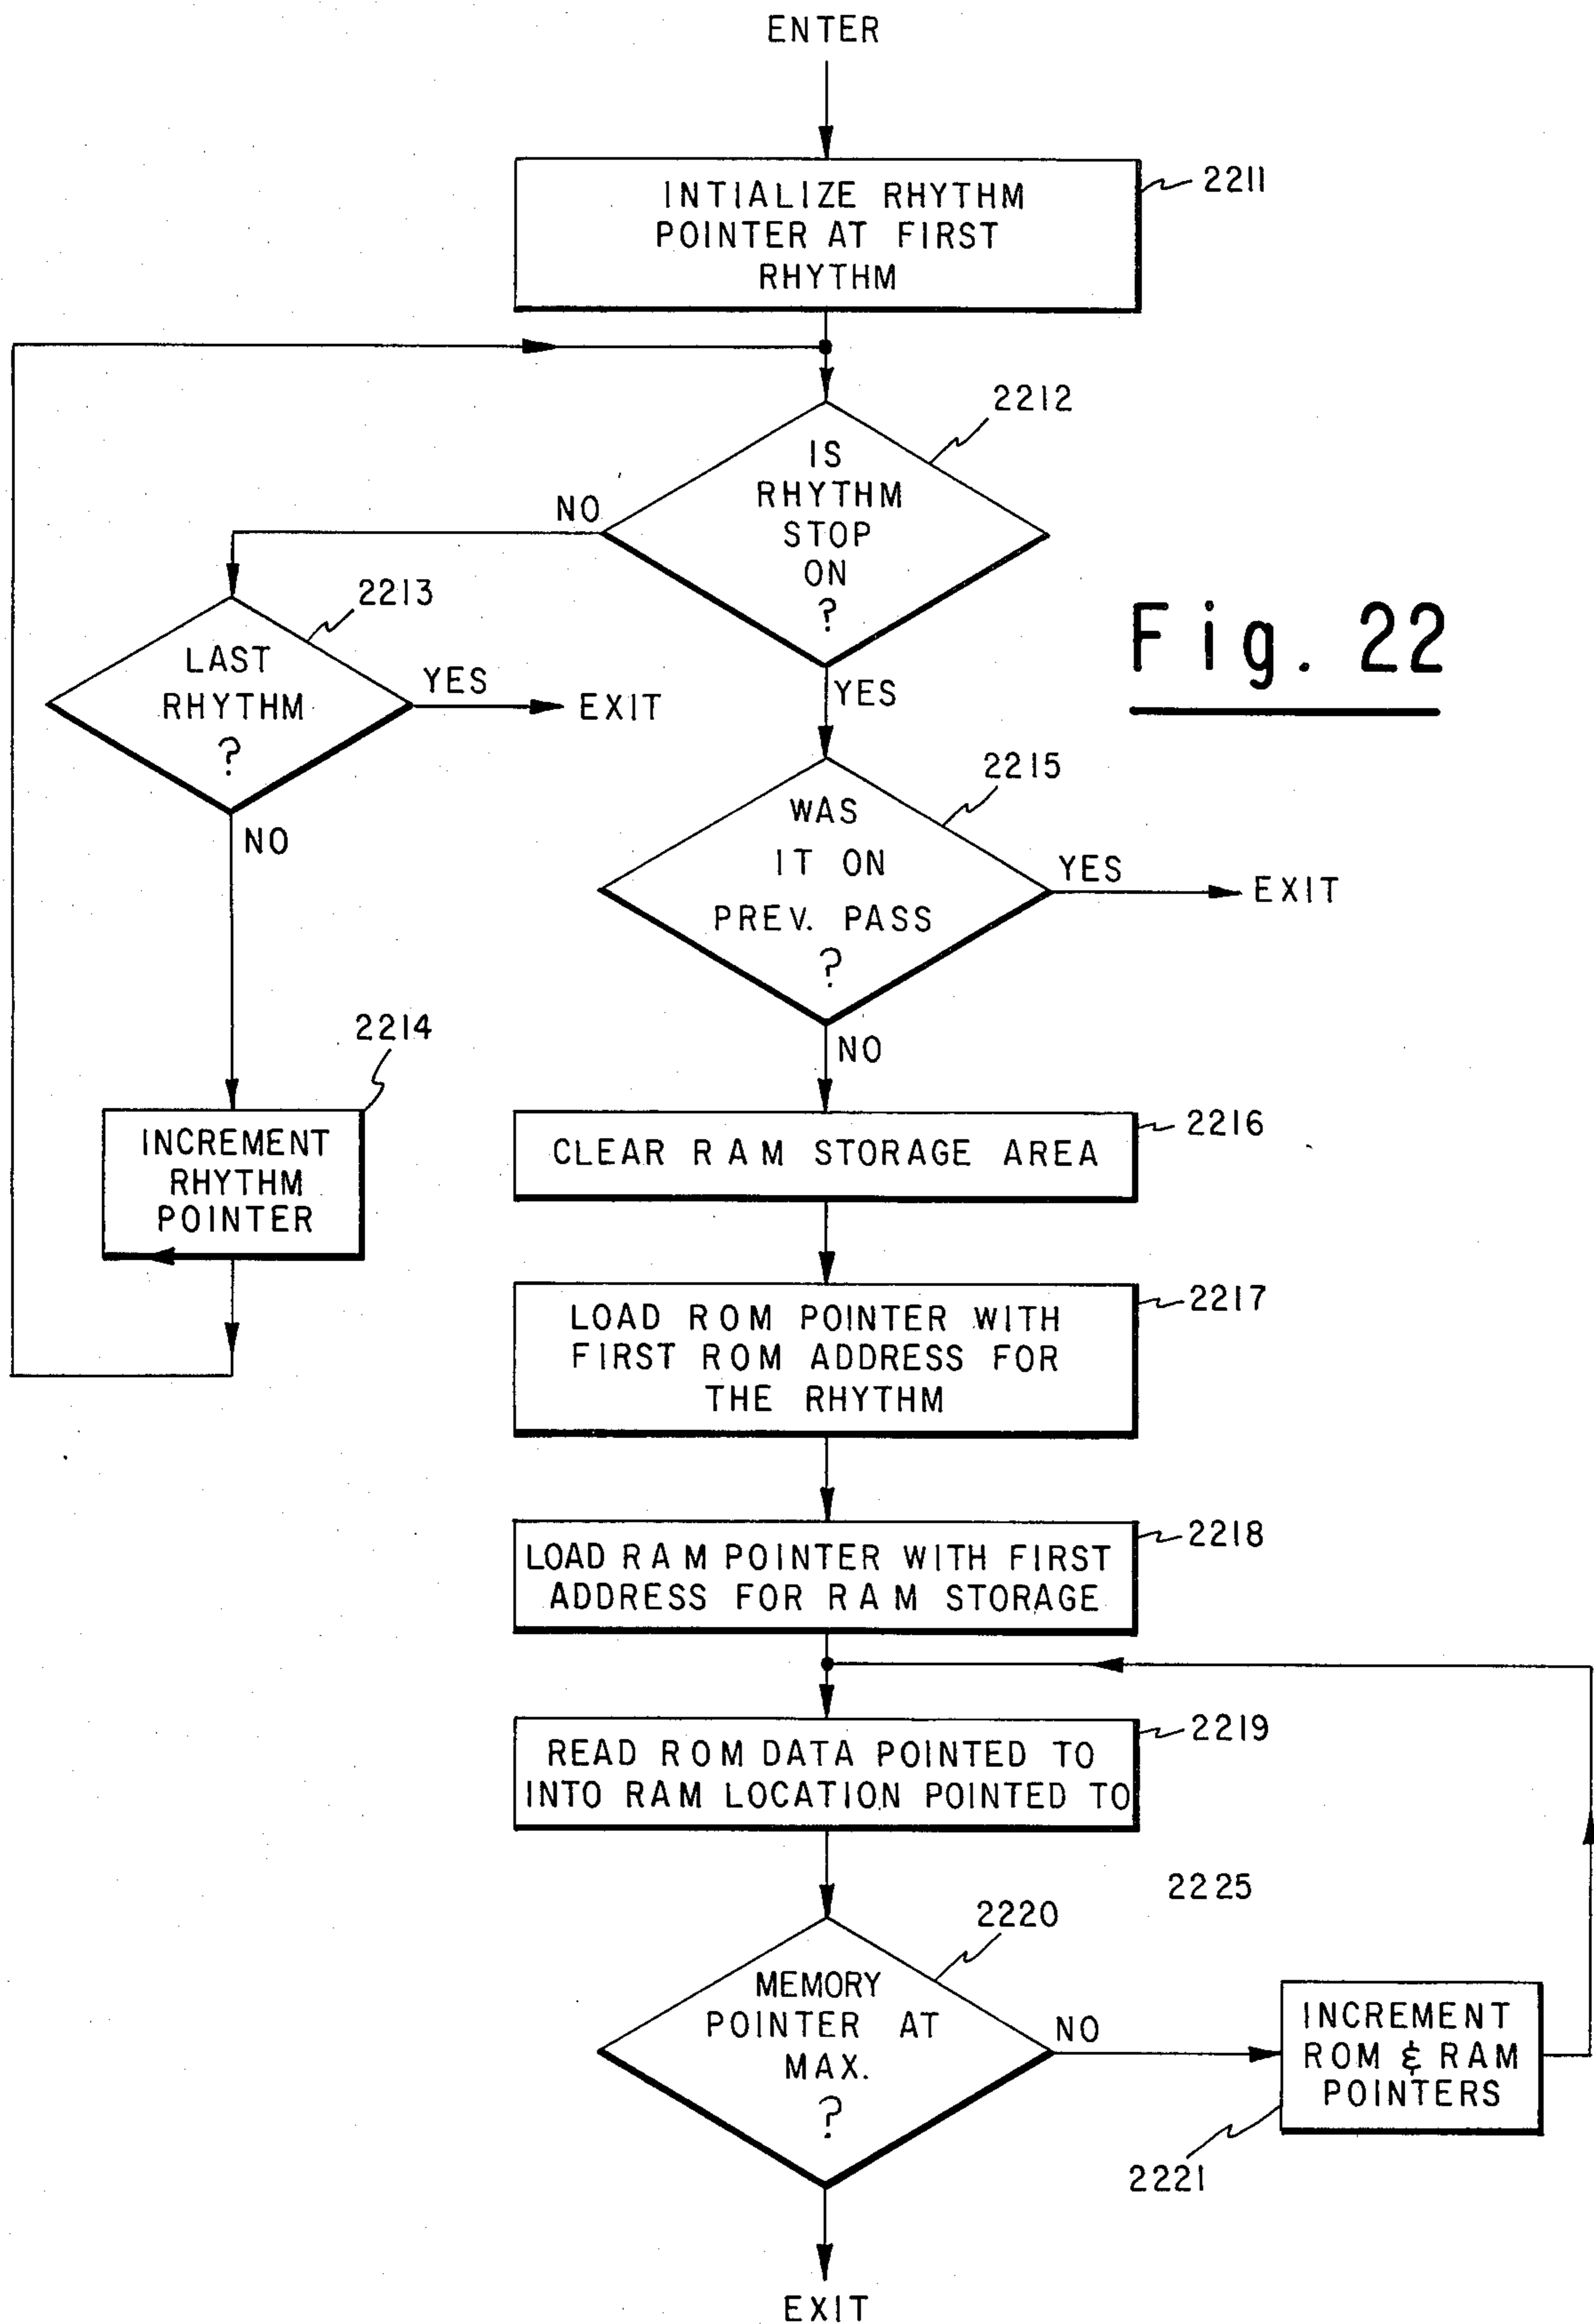 ENTER
INTIALIZE RHYTHM
POINTER AT FIRST
RHYTHM
2211
2212
IS
RHYTHM
STOP
ON
?
NO
YES
2213
LAST
RHYTHM
?
YES
EXIT
NO
Fig. 22
2215
WAS
IT ON
PREV. PASS
?
YES
EXIT
NO
2214
INCREMENT
RHYTHM
POINTER
2216
CLEAR RAM STORAGE AREA
2217
LOAD ROM POINTER WITH
FIRST ROM ADDRESS FOR
THE RHYTHM
2218
LOAD RAM POINTER WITH FIRST
ADDRESS FOR RAM STORAGE
2219
READ ROM DATA POINTED TO
INTO RAM LOCATION POINTED TO
2225
2220
MEMORY
POINTER AT
MAX.
?
NO
INCREMENT
ROM & RAM
POINTERS
2221
EXIT